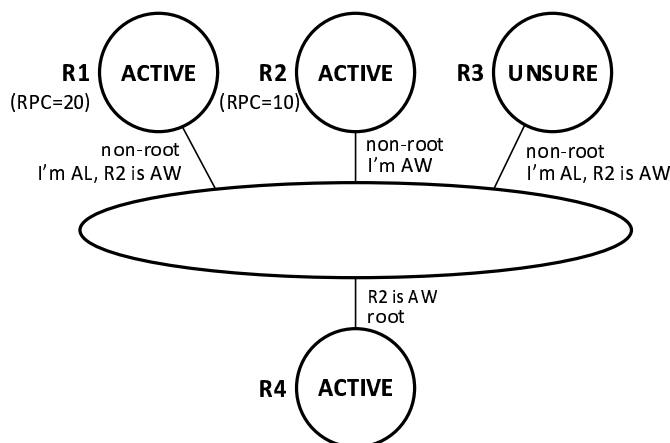 R1
ACTIVE
(RPC=20)
R2
ACTIVE
(RPC=10)
R3
UNSURE
non-root
I'm AL, R2 is AW
non-root
I'm AW
non-root
I'm AL, R2 is AW
R2 is AW
root
R4
ACTIVE